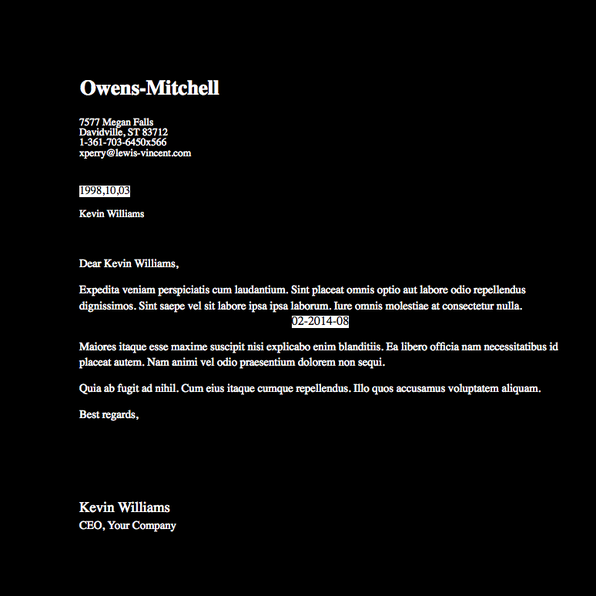 Owens-Mitchell
7577 Megan Falls
Davidville, ST 83712
1-361-703-6450x566
xperry@lewis-vincent.com
1998,10,03
Kevin Williams
Dear Kevin Williams,
Expedita veniam perspiciatis cum laudantium. Sint placeat omnis optio aut labore odio repellendus
dignissimos. Sint saepe vel sit labore ipsa ipsa laborum. Iure omnis molestiae at consectetur nulla.
02-2014-08
Maiores itaque esse maxime suscipit nisi explicabo enim blanditiis. Ea libero officia nam necessitatibus id
placeat autem. Nam animi vel odio praesentium dolorem non sequi.
Quia ab fugit ad nihil. Cum eius itaque cumque repellendus. Illo quos accusamus voluptatem aliquam.
Best regards,
Kevin Williams
CEO, Your Company